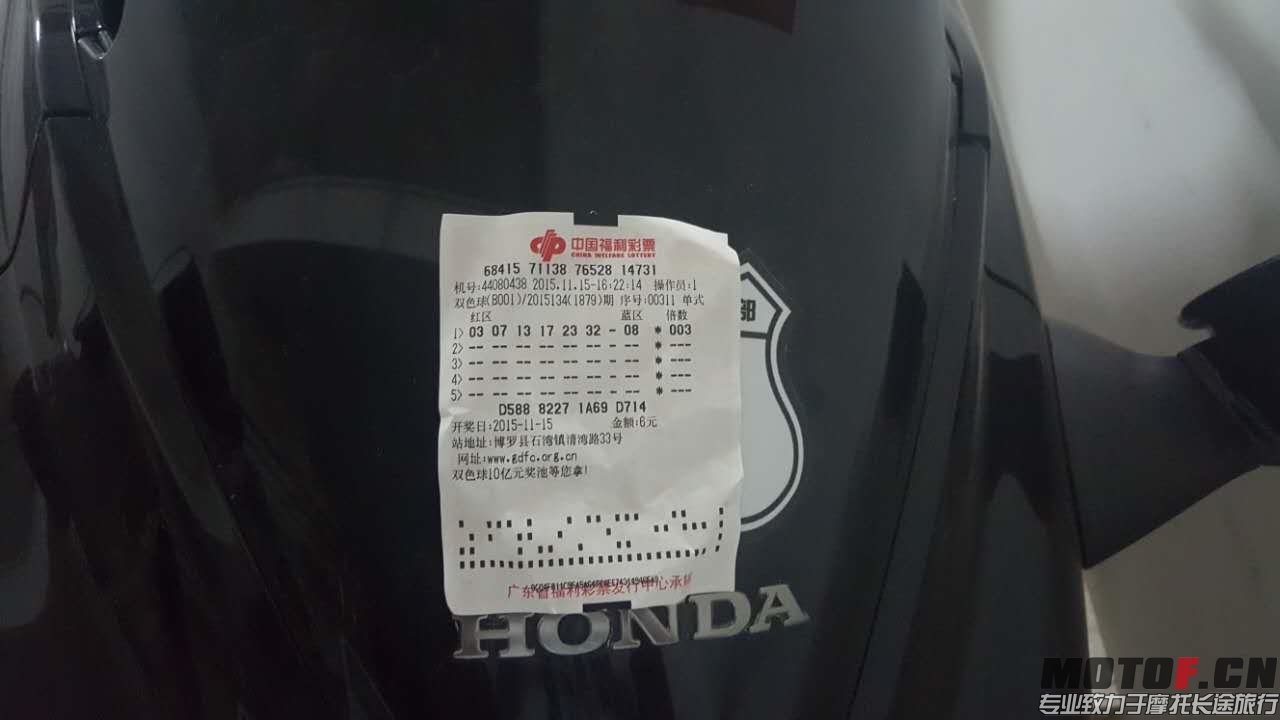 中国福利彩票
CHINA WELFARE LOTTERY
68415 71138 76528 14731
机号:44080438 2015.11.15-16:22:14 操作员:1
双色球(B001)/2015134(1879)期 序号:00311 单式
红区 蓝区 倍数
1> 03 07 13 17 23 32 - 08 * 003
2> -- -- -- -- -- -- - -- * ---
3> -- -- -- -- -- -- - -- * ---
4> -- -- -- -- -- -- - -- * ---
5> -- -- -- -- -- -- - -- * ---
D588 8227 1A69 D714
开奖日:2015-11-15 金额:6元
站地址:博罗县石湾镇清湾路33号
网址:www.gdfc.org.cn
双色球10亿元奖池等您拿!
广东省福利彩票发行中心承销
部
HONDA
MOTOF.CN
专业致力于摩托长途旅行